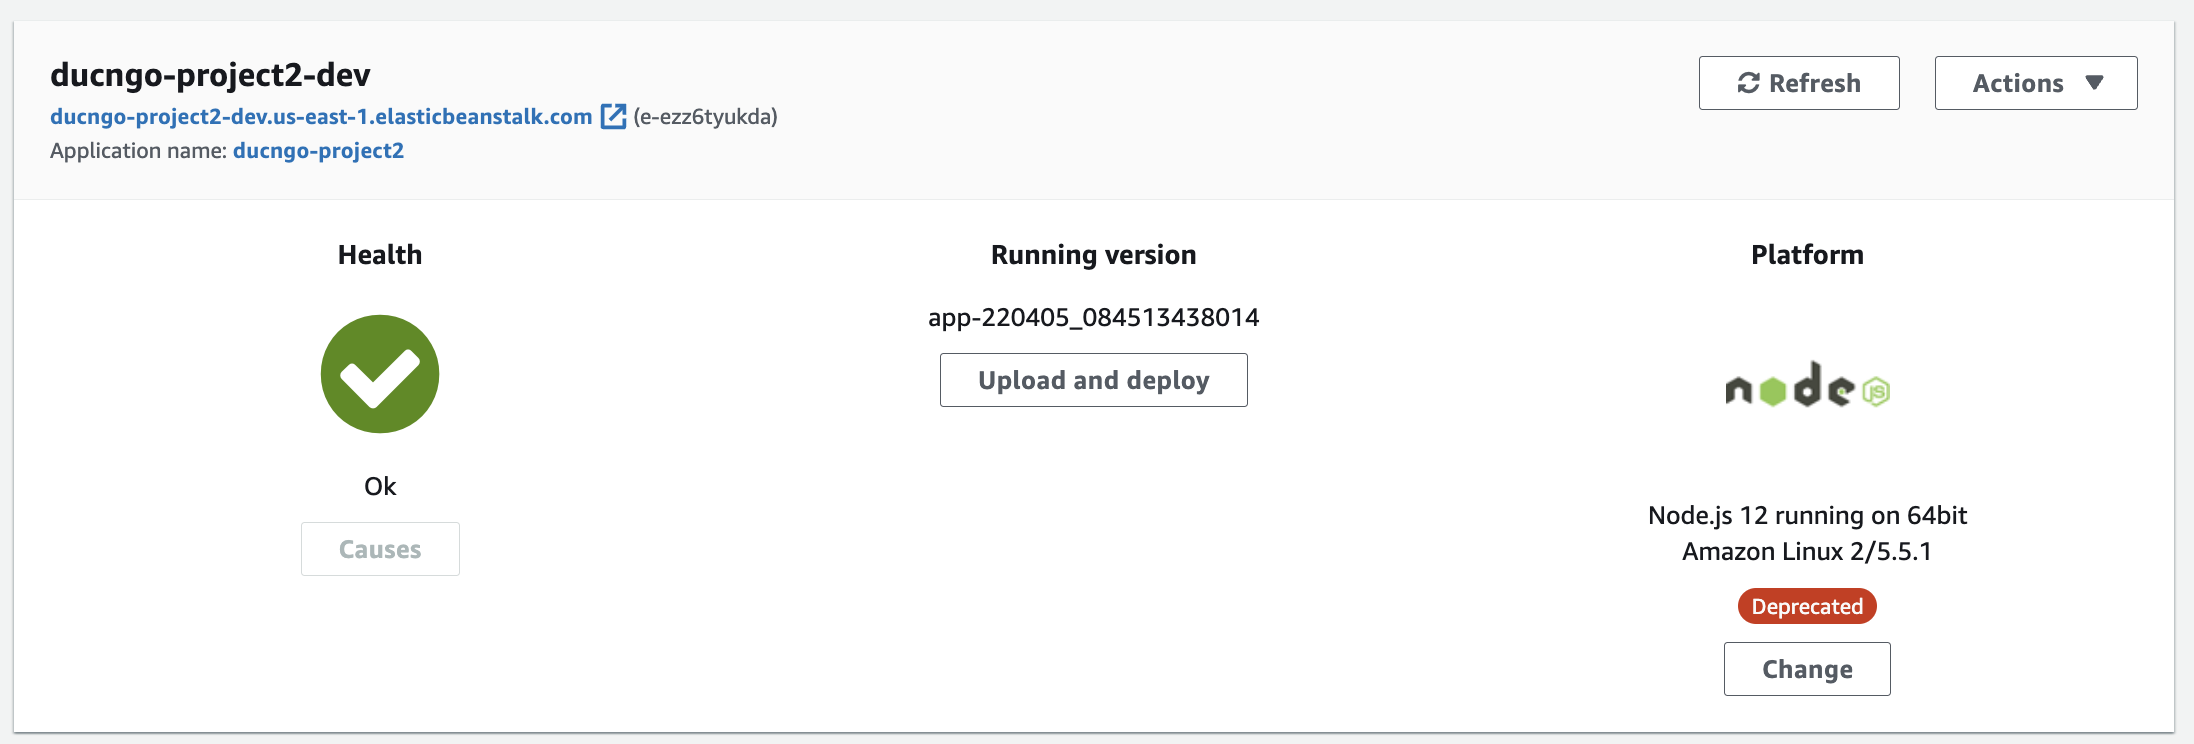 ducngo-project2-dev
Refresh
Actions
ducngo-project2-dev.us-east-1.elasticbeanstalk.com (e-ezz6tyukda)
Application name: ducngo-project2
Health
Running version
Platform
app-220405_084513438014
Upload and deploy
node JS
Ok
Causes
Node.js 12 running on 64bit
Amazon Linux 2/5.5.1
Deprecated
Change